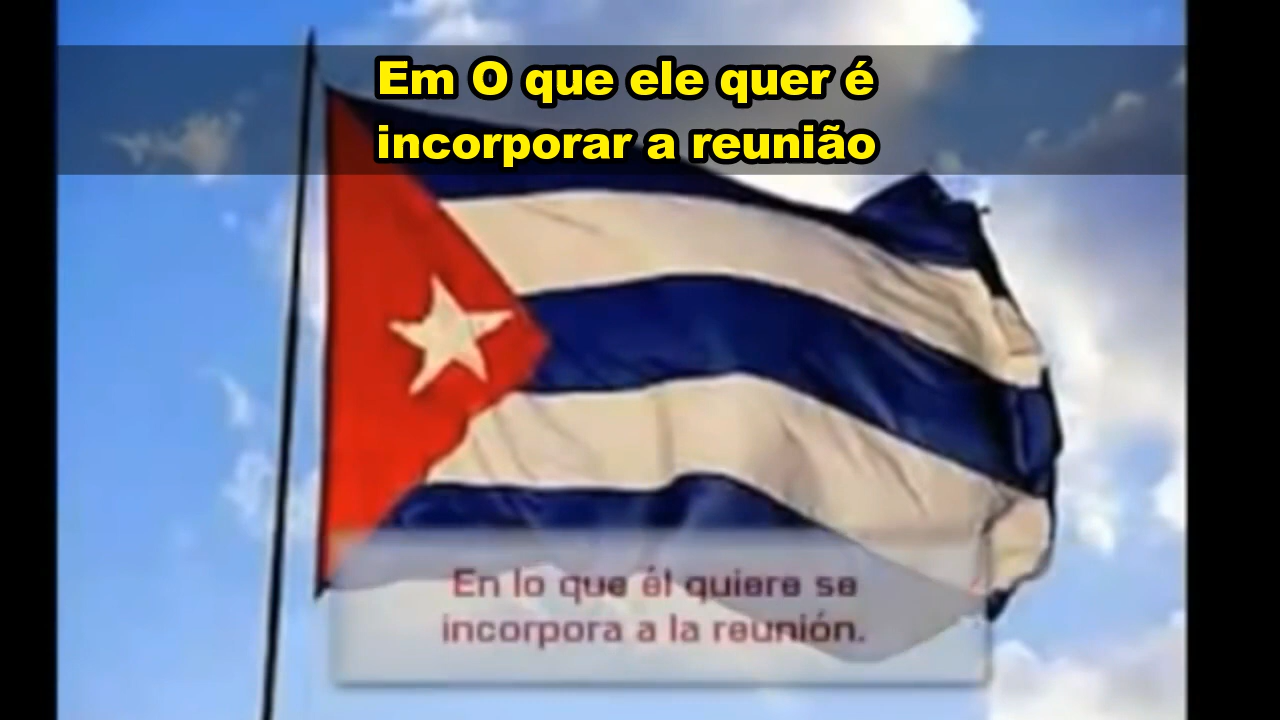 Em O que ele quer é
incorporar a reunião
En lo que él quiere se
incorpora a la reunión.